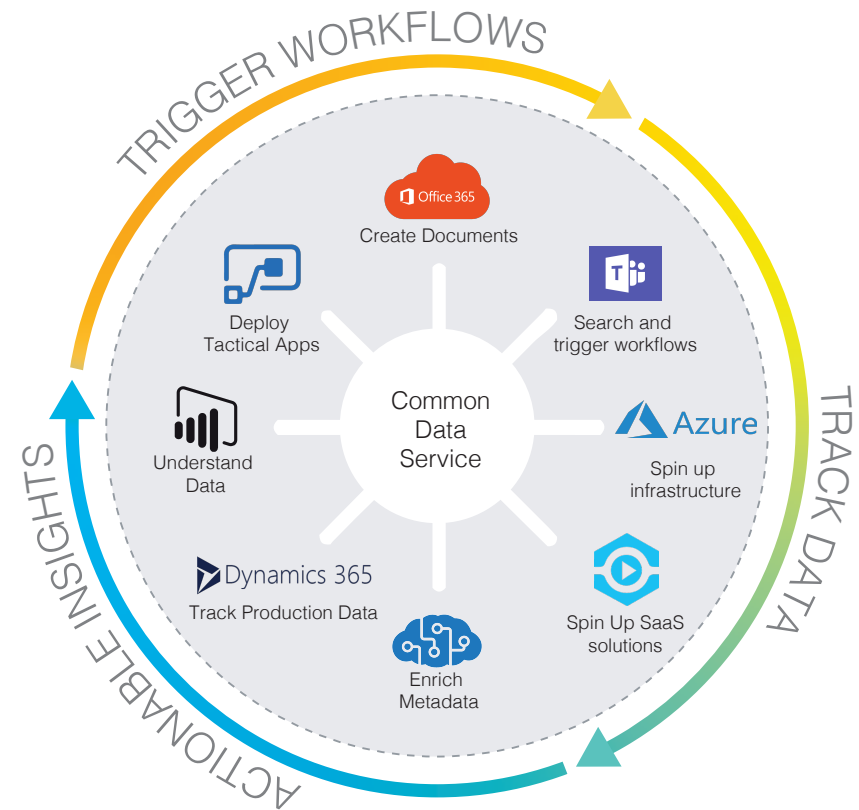 TRIGGER WORKFLOWS
Office 365
Create Documents
Deploy
Tactical Apps
T
Search and
trigger workflows
Common
Data
Service
Understand
Data
Azure
Spin up
infrastructure
Dynamics 365
Track Production Data
Spin Up SaaS
solutions
Enrich
Metadata
TRACK DATA
ACTIONABLE INSIGHTS